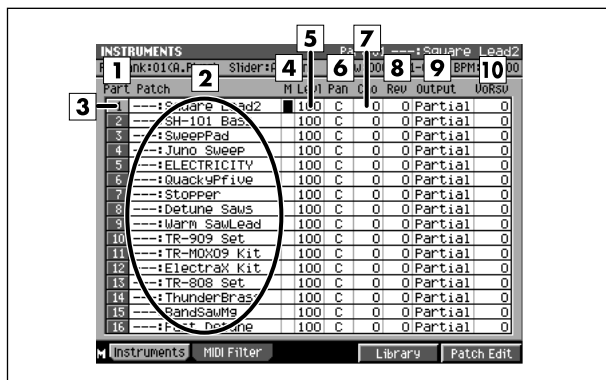 5 7
INSTRUMENTS ---:Square Lead2
1 2 4 6 8 9 10
Part Patch M Levl Pan Rev Output VoRsv
3
1 ---:Square Lead2 100 C 0 0 Partial 0
2 ---:SH-101 Bass 100 C 0 0 Partial 0
3 ---:SweepPad 100 C 0 0 Partial 0
4 ---:Juno Sweep 100 C 0 0 Partial 0
5 ---:ELECTRICITY 100 C 0 0 Partial 0
6 ---:QuackyPfive 100 C 0 0 Partial 0
7 ---:Stopper 100 C 0 0 Partial 0
8 ---:Detune Saws 100 C 0 0 Partial 0
9 ---:Warm SawLead 100 C 0 0 Partial 0
10 ---:TR-909 Set 100 C 0 0 Partial 0
11 ---:TR-MOX09 Kit 100 C 0 0 Partial 0
12 ---:ElectraX Kit 100 C 0 0 Partial 0
13 ---:TR-808 Set 100 C 0 0 Partial 0
14 ---:ThunderBrass 100 C 0 0 Partial 0
15 ---:BandSawMg 100 C 0 0 Partial 0
16 ---:Fast Detune 100 C 0 0 Partial 0
M Instruments MIDI Filter Library Patch Edit